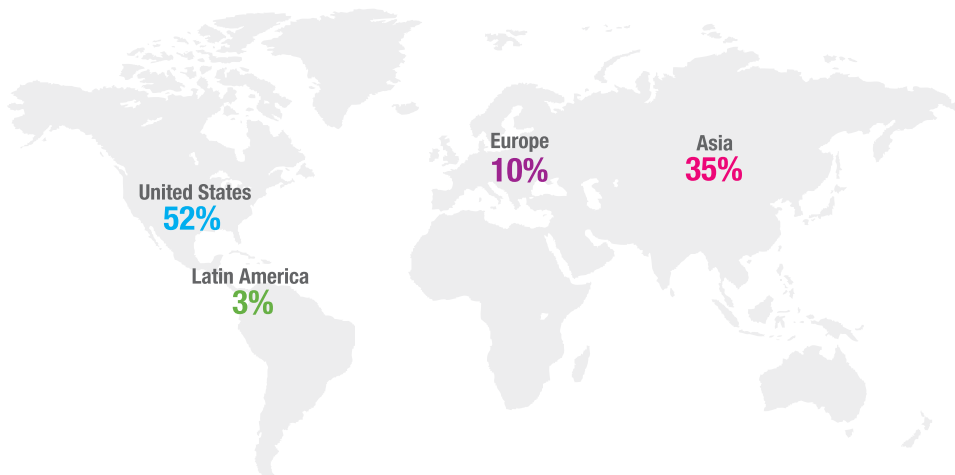 Europe
10%
Asia
35%
United States
52%
Latin America
3%